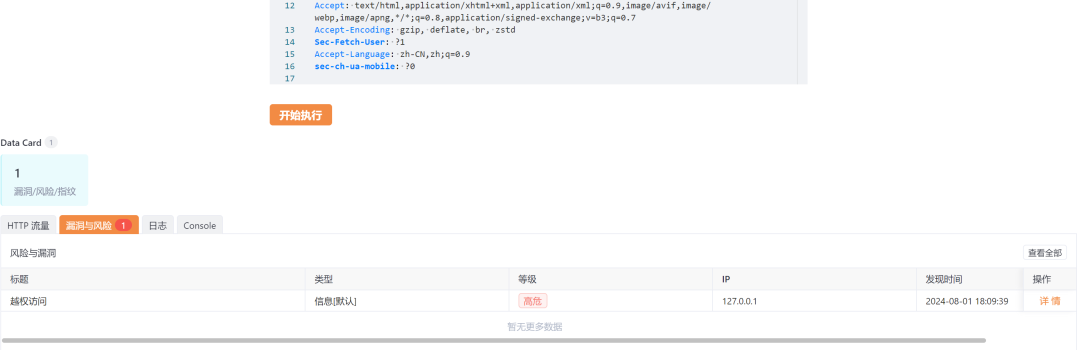 12 Accept: text/html,application/xhtml+xml,application/xml;q=0.9,image/avif,image/
webp,image/apng,*/*;q=0.8,application/signed-exchange;v=b3;q=0.7
13 Accept-Encoding: gzip, deflate, br, zstd
14 Sec-Fetch-User: ?1
15 Accept-Language: zh-CN,zh;q=0.9
16 sec-ch-ua-mobile: ?0
17
开始执行
Data Card 1
1
漏洞/风险/指纹
HTTP 流量 漏洞与风险 1 日志 Console
风险与漏洞 查看全部
标题 类型 等级 IP 发现时间 操作
越权访问 信息[默认] 高危 127.0.0.1 2024-08-01 18:09:39 详 情
暂无更多数据